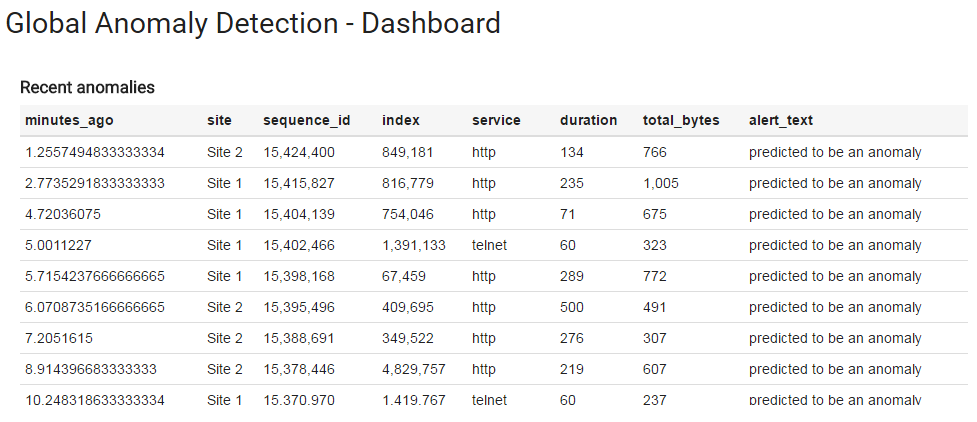 Global Anomaly Detection - Dashboard
Recent anomalies
minutes_ago site sequence_id index service duration total_bytes alert_text
1.2557494833333334 Site 2 15,424,400 849,181 http 134 766 predicted to be an anomaly
2.7735291833333333 Site 1 15,415,827 816,779 http 235 1,005 predicted to be an anomaly
4.72036075 Site 1 15,404,139 754,046 http 71 675 predicted to be an anomaly
5.0011227 Site 1 15,402,466 1,391,133 telnet 60 323 predicted to be an anomaly
5.7154237666666665 Site 1 15,398,168 67,459 http 289 772 predicted to be an anomaly
6.0708735166666665 Site 2 15,395,496 409,695 http 500 491 predicted to be an anomaly
7.2051615 Site 2 15,388,691 349,522 http 276 307 predicted to be an anomaly
8.914396683333333 Site 2 15,378,446 4,829,757 http 219 607 predicted to be an anomaly
10.248318633333334 Site 1 15,370,970 1,419,767 telnet 60 237 predicted to be an anomaly